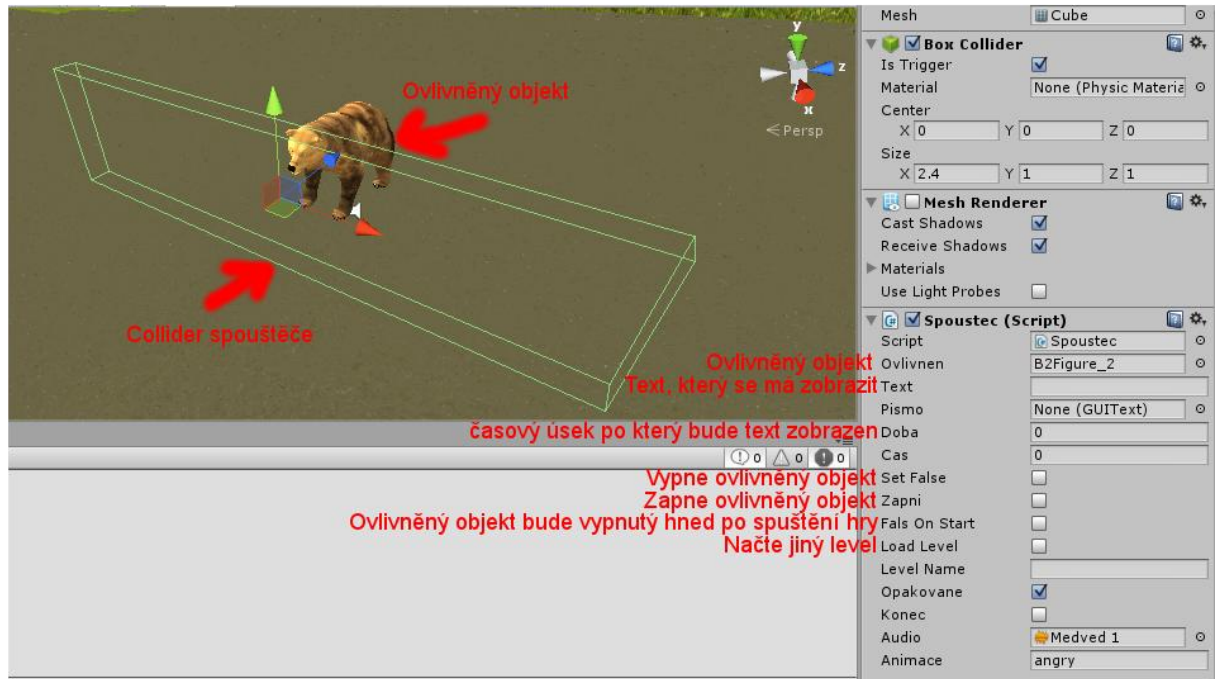 Ovlivněný objekt
y
z
x
Persp
Collider spouštěče
0 0 0
Mesh Cube
Box Collider
Is Trigger
Material None (Physic Materia
Center
X 0 Y 0 Z 0
Size
X 2.4 Y 1 Z 1
Mesh Renderer
Cast Shadows
Receive Shadows
Materials
Use Light Probes
Spoustec (Script)
Script Spoustec
Ovlivněný objekt Ovlivnen B2Figure_2
Text, který se má zobrazit Text
Pismo None (GUIText)
časový úsek po který bude text zobrazen Doba 0
Cas 0
Vypne ovlivněný objekt Set False
Zapne ovlivněný objekt Zapni
Ovlivněný objekt bude vypnutý hned po spuštění hry Fals On Start
Načte jiný level Load Level
Level Name
Opakovane
Konec
Audio Medved 1
Animace angry